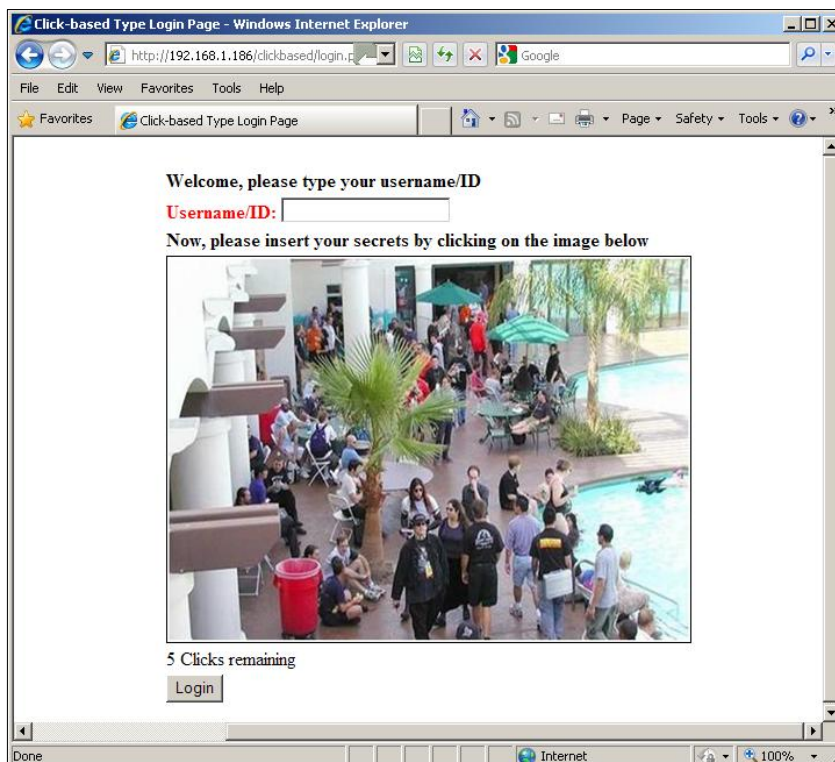 Click-based Type Login Page - Windows Internet Explorer
http://192.168.1.186/clickbased/login.p
Google
File Edit View Favorites Tools Help
Favorites Click-based Type Login Page Page Safety Tools
Welcome, please type your username/ID
Username/ID:
Now, please insert your secrets by clicking on the image below
5 Clicks remaining
Login
Done Internet 100%